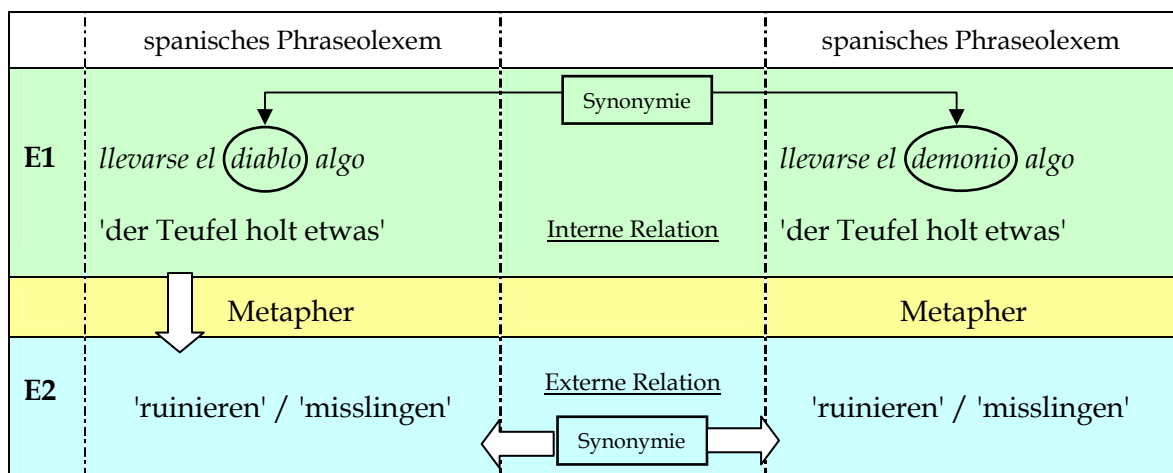 spanisches Phraseolexem spanisches Phraseolexem
Synonymie
E1 llevarse el diablo algo llevarse el demonio algo
'der Teufel holt etwas' Interne Relation 'der Teufel holt etwas'
Metapher Metapher
Externe Relation
E2 'ruinieren' / 'misslingen' 'ruinieren' / 'misslingen'
Synonymie